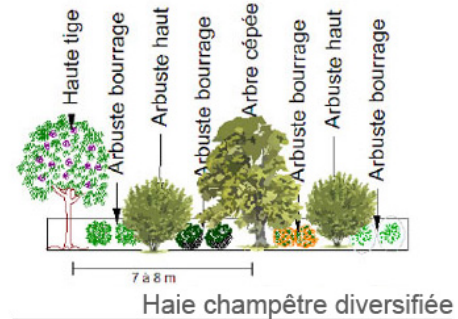 Haute tige
Arbuste bourrage
Arbuste haut
Arbuste bourrage
Arbre cépée
Arbuste bourrage
Arbuste haut
Arbuste bourrage
7 à 8 m
Haie champêtre diversifiée